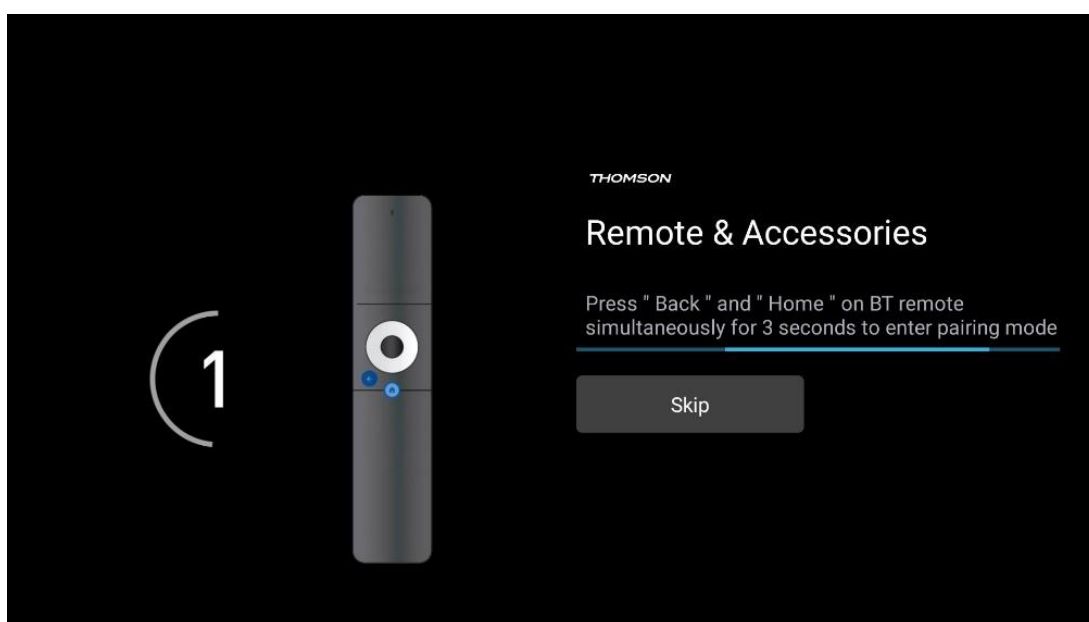 1
THOMSON
Remote & Accessories
Press " Back " and " Home " on BT remote
simultaneously for 3 seconds to enter pairing mode
Skip